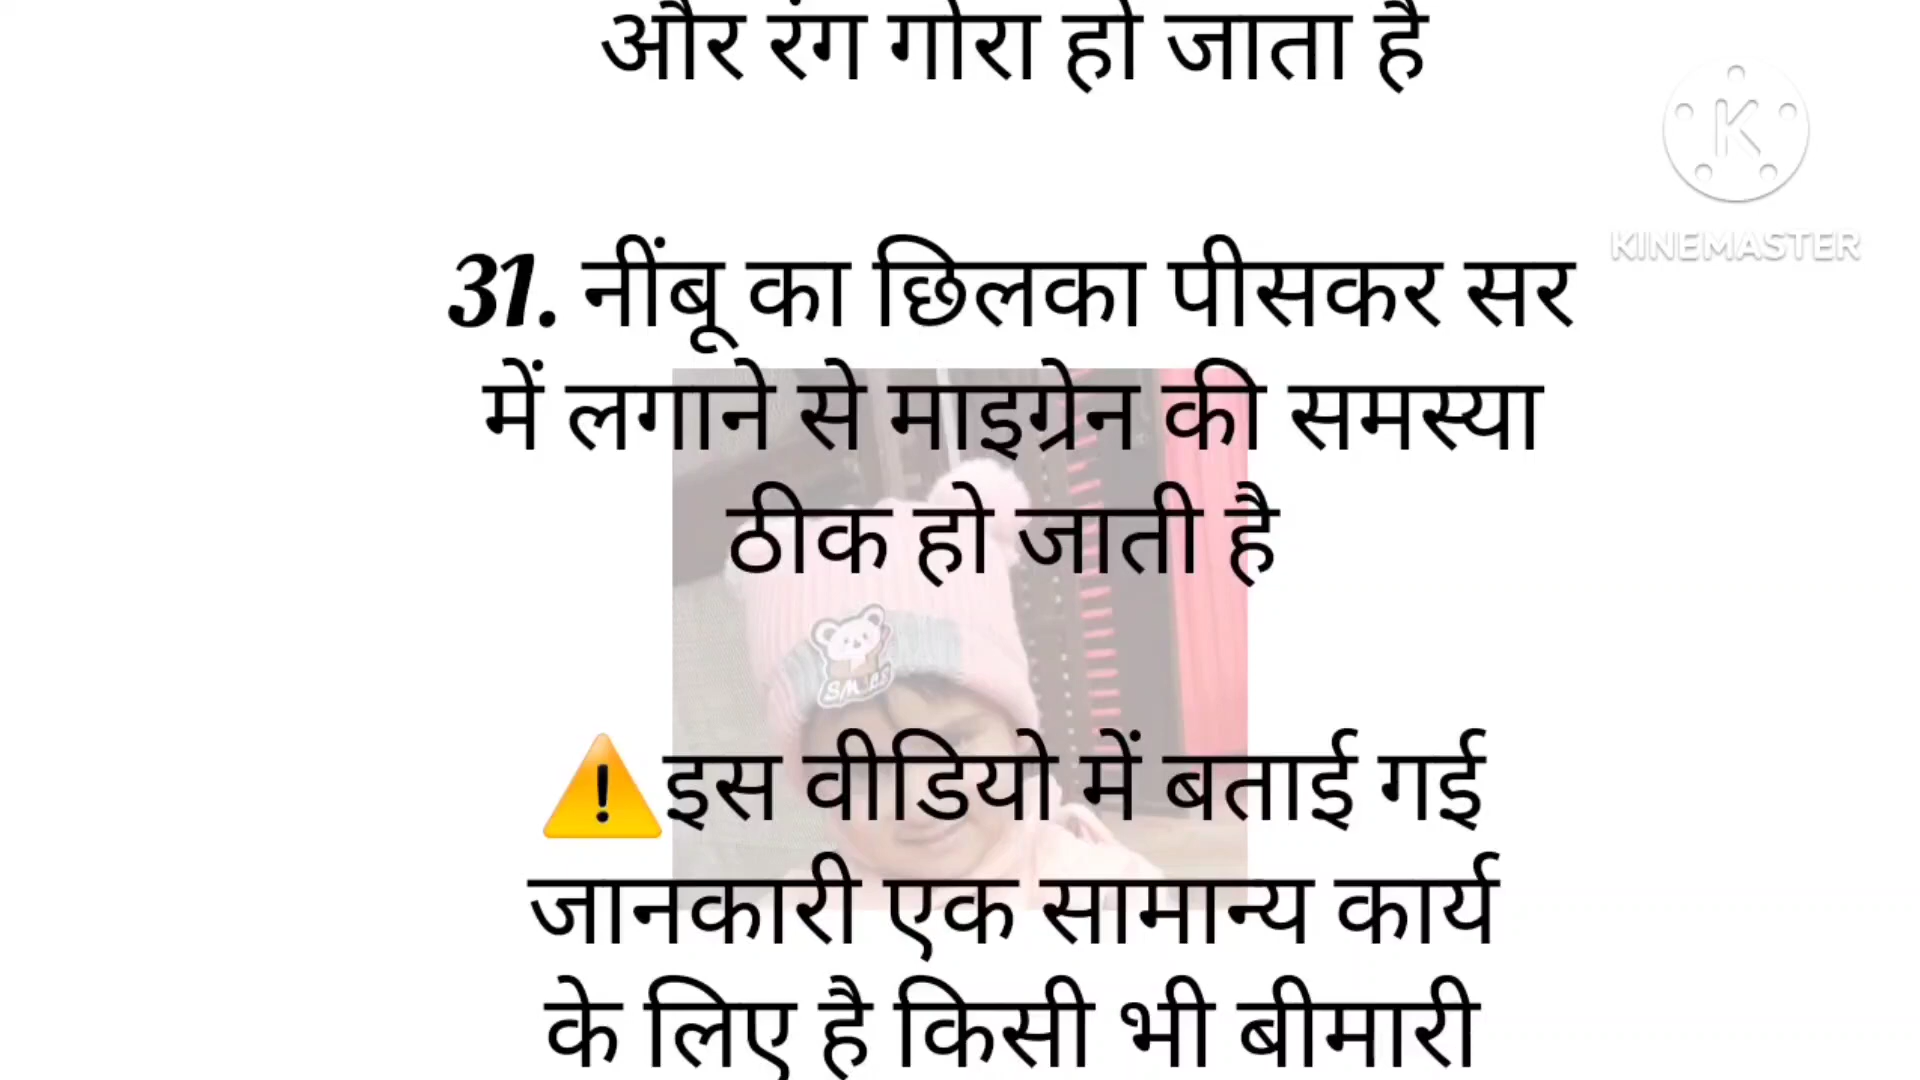 और रंग गोरा हो जाता है
KINEMASTER
31. नींबू का छिलका पीसकर सर
में लगाने से माइग्रेन की समस्या
ठीक हो जाती है
⚠️इस वीडियो में बताई गई
जानकारी एक सामान्य कार्य
के लिए है किसी भी बीमारी